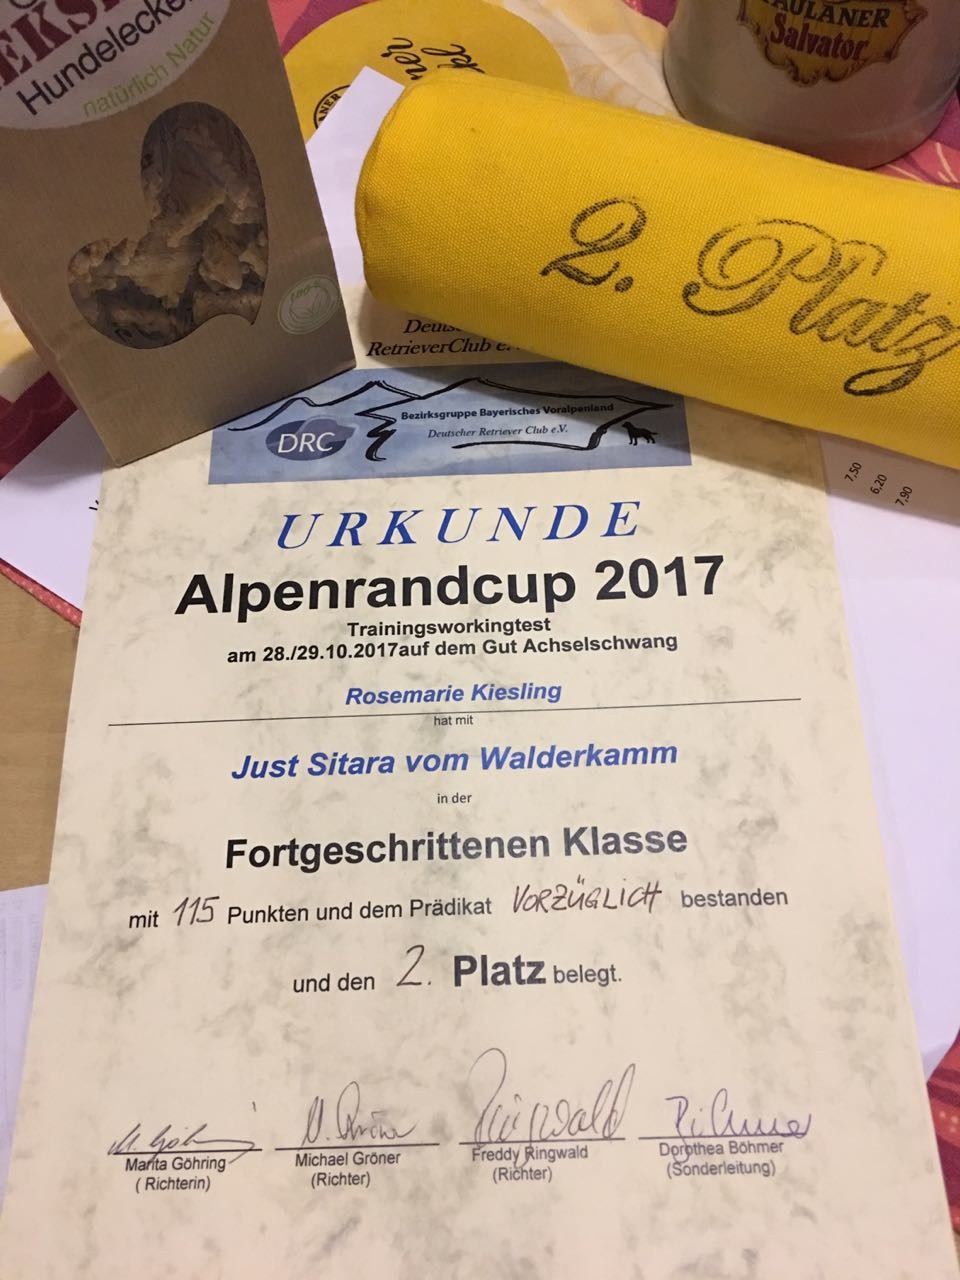 Hundelecke
natürlich Natur
PAULANER
Salvator
2. Platz
RetrieverClub e.
Bezirksgruppe Bayerisches Voralpenland
DRC
Deutscher Retriever Club e.V.
7,50
6,20
7,90
URKUNDE
Alpenrandcup 2017
Trainingsworkingtest
am 28./29.10.2017auf dem Gut Achselschwang
Rosemarie Kiesling
hat mit
Just Sitara vom Walderkamm
in der
Fortgeschrittenen Klasse
mit 115 Punkten und dem Prädikat VORZÜGLICH bestanden
und den 2. Platz belegt.
Marita Göhring
( Richterin)
Michael Gröner
(Richter)
Freddy Ringwald
(Richter)
Dorothea Böhmer
(Sonderleitung)